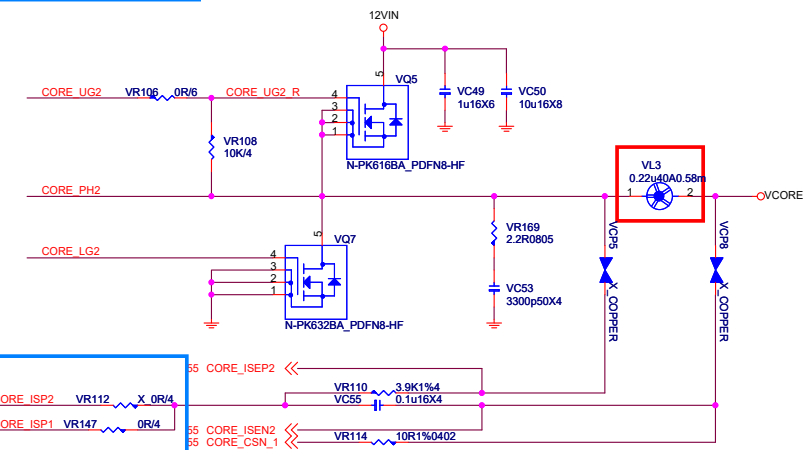 12VIN
CORE_UG2 VR106 0R/6 CORE_UG2_R
5
VQ5
4
3
2
1
VC49
1u16X6
VC50
10u16X8
VR108
10K/4
N-PK616BA_PDFN8-HF
VL3
0.22u40A0.58m
CORE_PH2
1 2 VCORE
5
VQ7
VR169
2.2R0805
VCP5
VCP8
CORE_LG2
4
3
2
1
VC53
3300p50X4
X_COPPER
X_COPPER
N-PK632BA_PDFN8-HF
55 CORE_ISEP2
VR110 3.9K1%4
ORE_ISP2 VR112 X_0R/4
VC55 0.1u16X4
ORE_ISP1 VR147 0R/4
55 CORE_ISEN2
55 CORE_CSN_1 VR114 10R1%0402